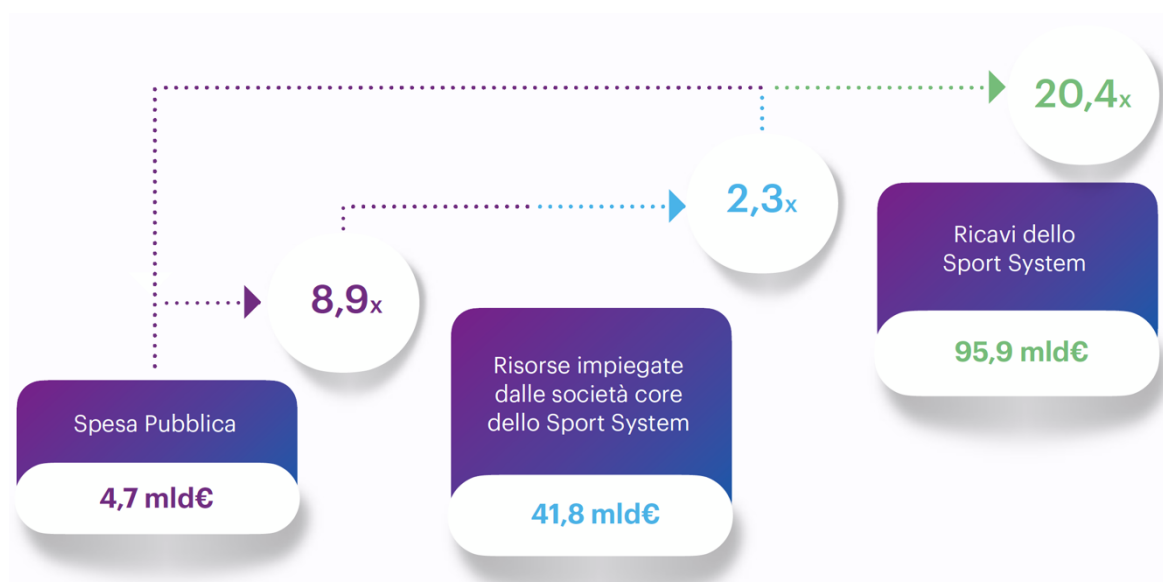 20,4x
2,3x
Ricavi dello
Sport System
8,9x
95,9 mld€
Risorse impiegate
dalle società core
dello Sport System
Spesa Pubblica
4,7 mld€
41,8 mld€